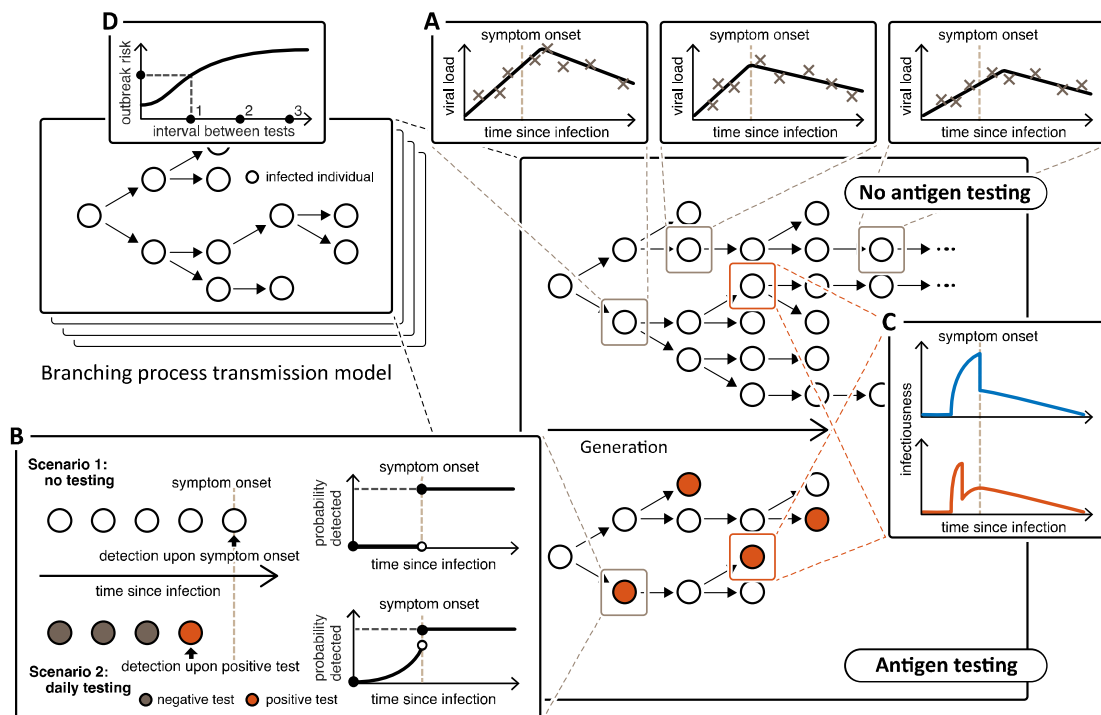 D
outbreak risk
1
2
3
interval between tests
infected individual
Branching process transmission model
A
symptom onset
viral load
time since infection
symptom onset
viral load
time since infection
symptom onset
viral load
time since infection
No antigen testing
...
...
Generation
Antigen testing
C
symptom onset
infectiousness
time since infection
B
Scenario 1:
no testing
symptom onset
detection upon symptom onset
time since infection
detection upon positive test
Scenario 2:
daily testing
negative test
positive test
symptom onset
probability
detected
time since infection
symptom onset
probability
detected
time since infection